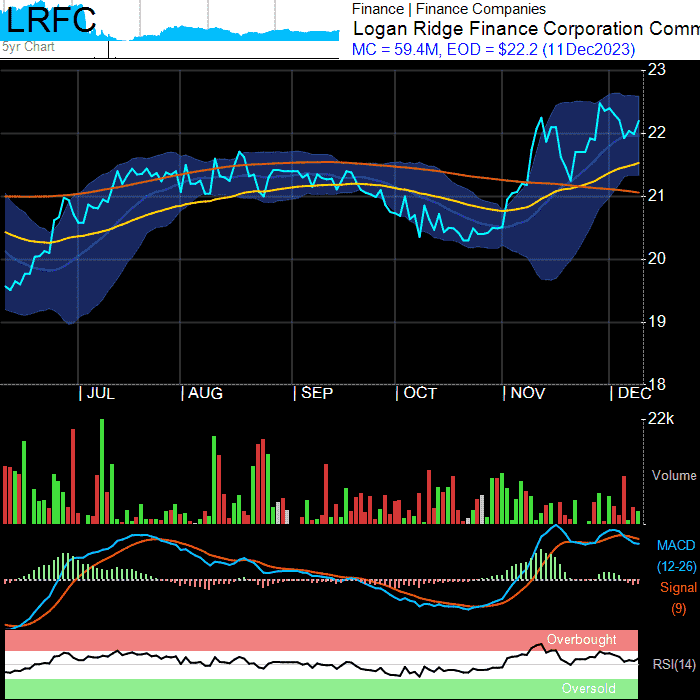 LRFC
5yr Chart
Finance | Finance Companies
Logan Ridge Finance Corporation Comm
MC = 59.4M, EOD = $22.2 (11Dec2023)
23
22
21
20
19
18
| JUL | AUG | SEP | OCT | NOV | DEC
22k
Volume
MACD
(12-26)
Signal
(9)
Overbought
RSI(14)
Oversold